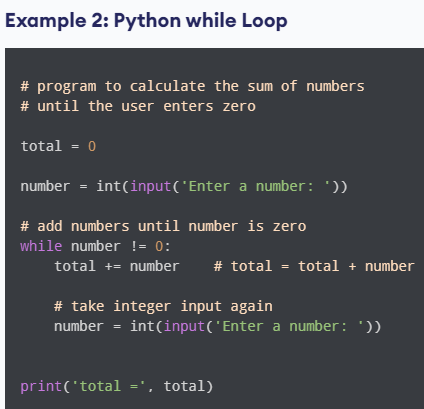 Example 2: Python while Loop
# program to calculate the sum of numbers
# until the user enters zero
total = 0
number = int(input('Enter a number: '))
# add numbers until number is zero
while number != 0:
    total += number    # total = total + number
    # take integer input again
    number = int(input('Enter a number: '))
print('total =', total)